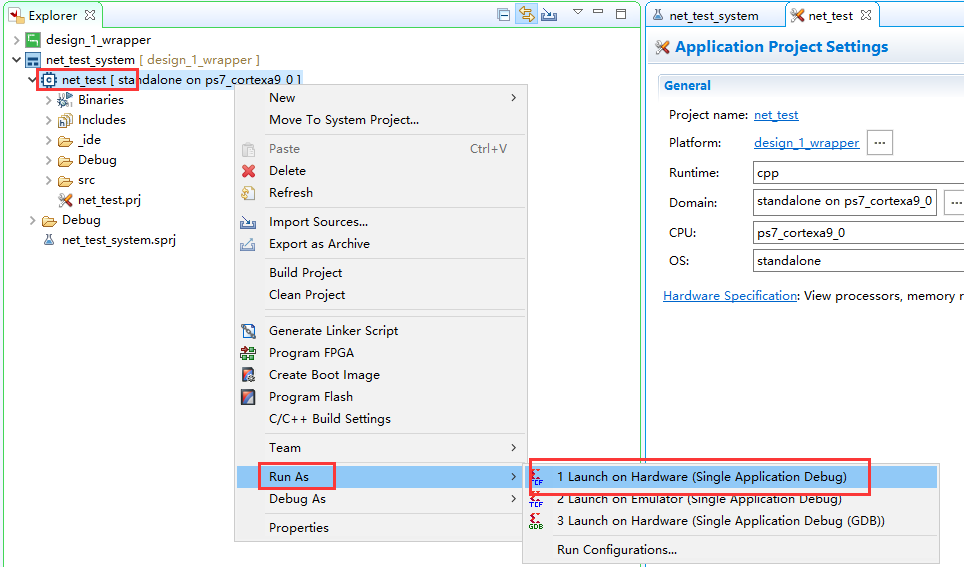 Explorer
design_1_wrapper
net_test_system [ design_1_wrapper ]
net_test [ standalone on ps7_cortexa9_0 ]
Binaries
Includes
_ide
Debug
src
net_test.prj
Debug
net_test_system.sprj
New
Move To System Project...
Paste Ctrl+V
Delete
Refresh
Import Sources...
Export as Archive
Build Project
Clean Project
Generate Linker Script
Program FPGA
Create Boot Image
Program Flash
C/C++ Build Settings
Team
Run As
Debug As
Properties
TCF 1 Launch on Hardware (Single Application Debug)
TCF 2 Launch on Emulator (Single Application Debug)
GDB 3 Launch on Hardware (Single Application Debug (GDB))
Run Configurations...
net_test_system net_test
Application Project Settings
General
Project name: net_test
Platform: design_1_wrapper ...
Runtime: cpp
Domain: standalone on ps7_cortexa9_0 ...
CPU: ps7_cortexa9_0
OS: standalone
Hardware Specification: View processors, memory r